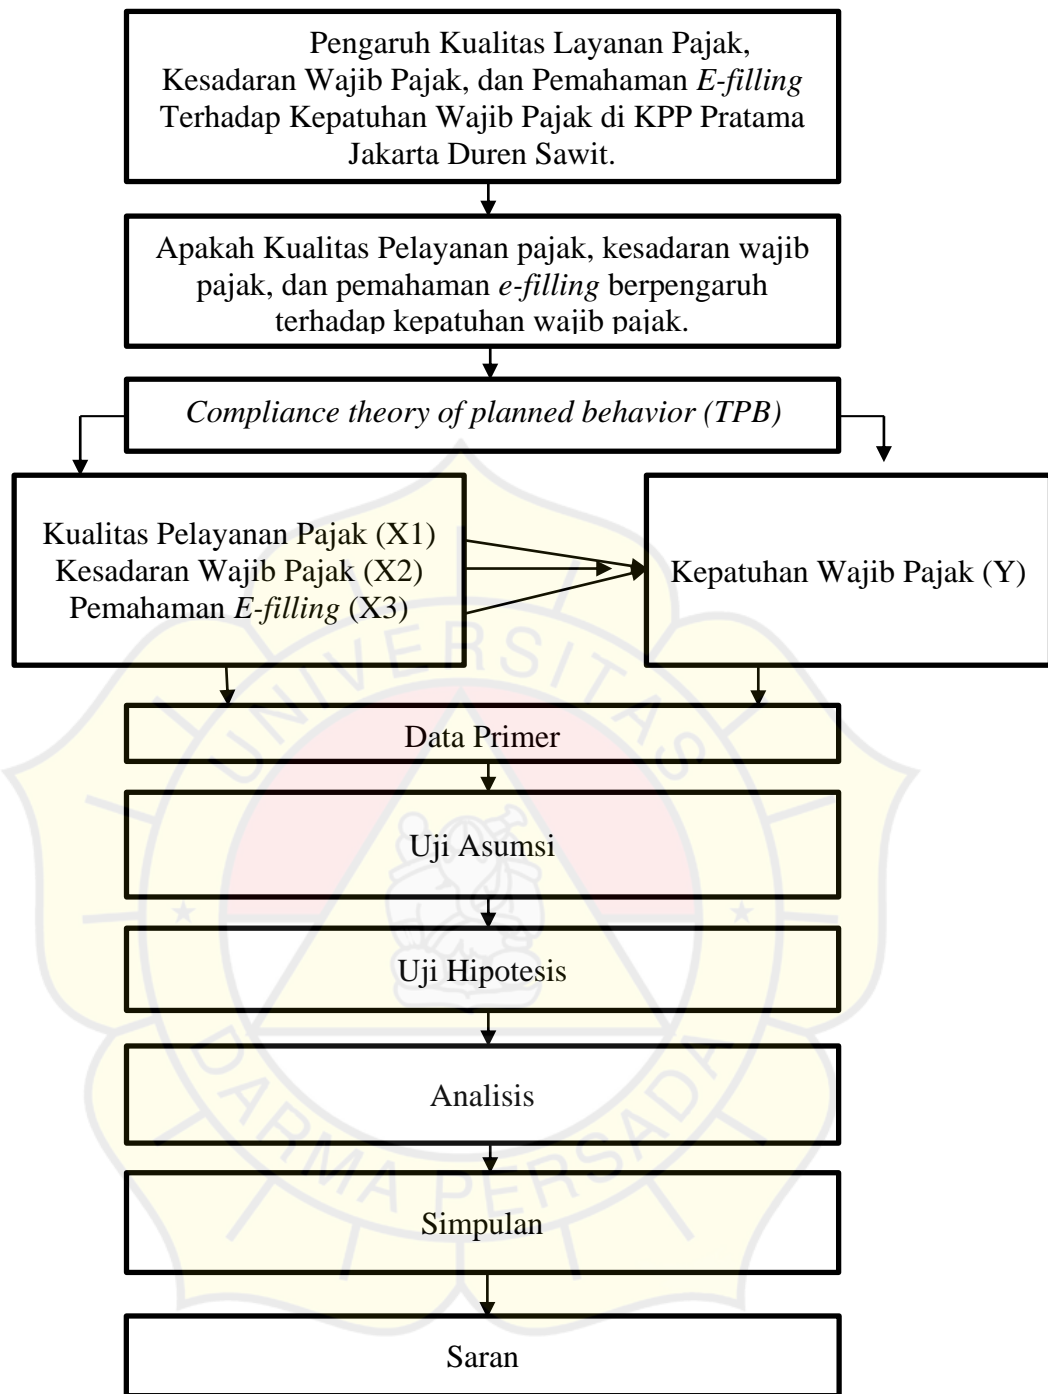 Pengaruh Kualitas Layanan Pajak,
Kesadaran Wajib Pajak, dan Pemahaman E-filling
Terhadap Kepatuhan Wajib Pajak di KPP Pratama
Jakarta Duren Sawit.
Apakah Kualitas Pelayanan pajak, kesadaran wajib
pajak, dan pemahaman e-filling berpengaruh
terhadap kepatuhan wajib pajak.
Compliance theory of planned behavior (TPB)
Kualitas Pelayanan Pajak (X1)
Kesadaran Wajib Pajak (X2)
Pemahaman E-filling (X3)
Kepatuhan Wajib Pajak (Y)
UNIVERSITAS
Data Primer
Uji Asumsi
Uji Hipotesis
Analisis
DARMA PERSADA
Simpulan
Saran